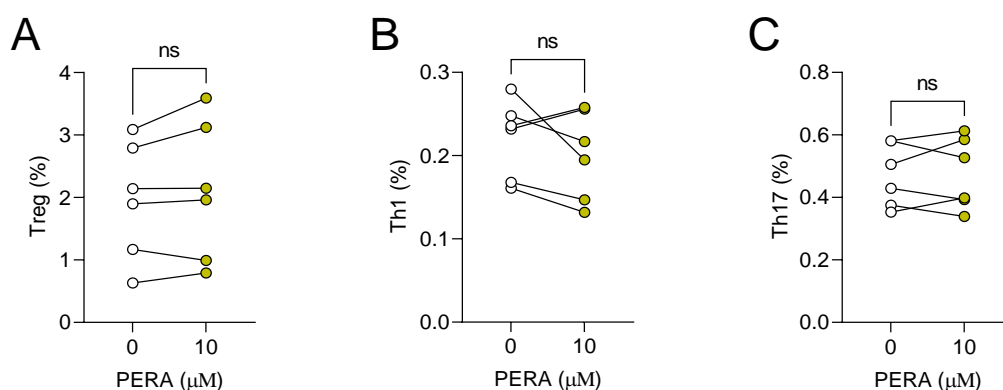 A
ns
Treg (%)
4
3
2
1
0
0 10
PERA (μM)
B
ns
Th1 (%)
0.3
0.2
0.1
0.0
0 10
PERA (μM)
C
ns
Th17 (%)
0.8
0.6
0.4
0.2
0.0
0 10
PERA (μM)